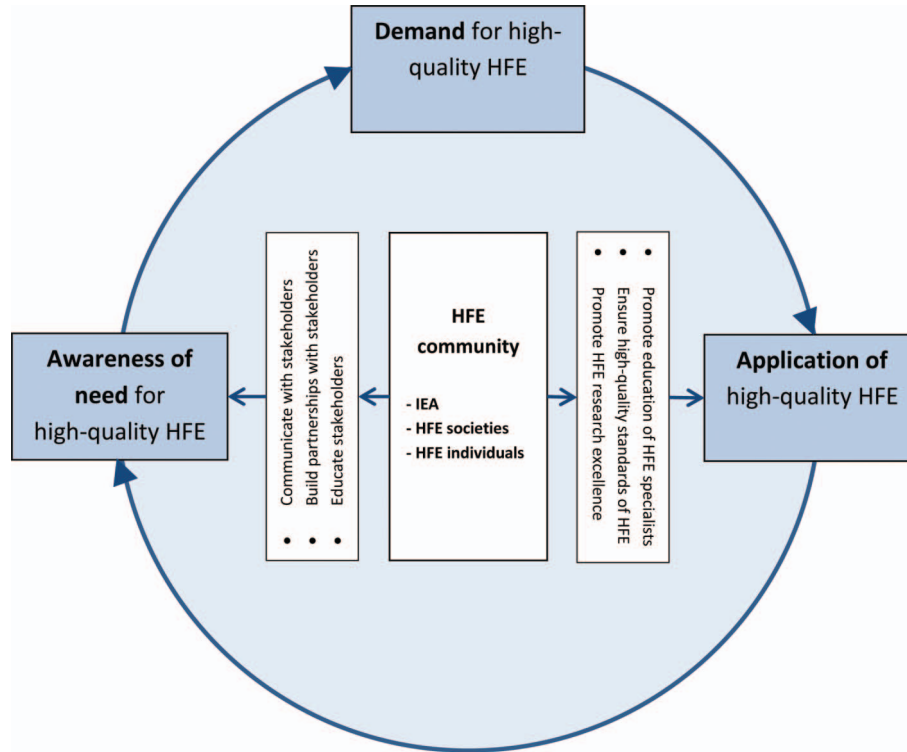 Demand for high-
quality HFE
Awareness of
need for
high-quality HFE
• Communicate with stakeholders
• Build partnerships with stakeholders
• Educate stakeholders
HFE
community
- IEA
- HFE societies
- HFE individuals
• Promote education of HFE specialists
• Ensure high-quality standards of HFE
• Promote HFE research excellence
Application of
high-quality HFE